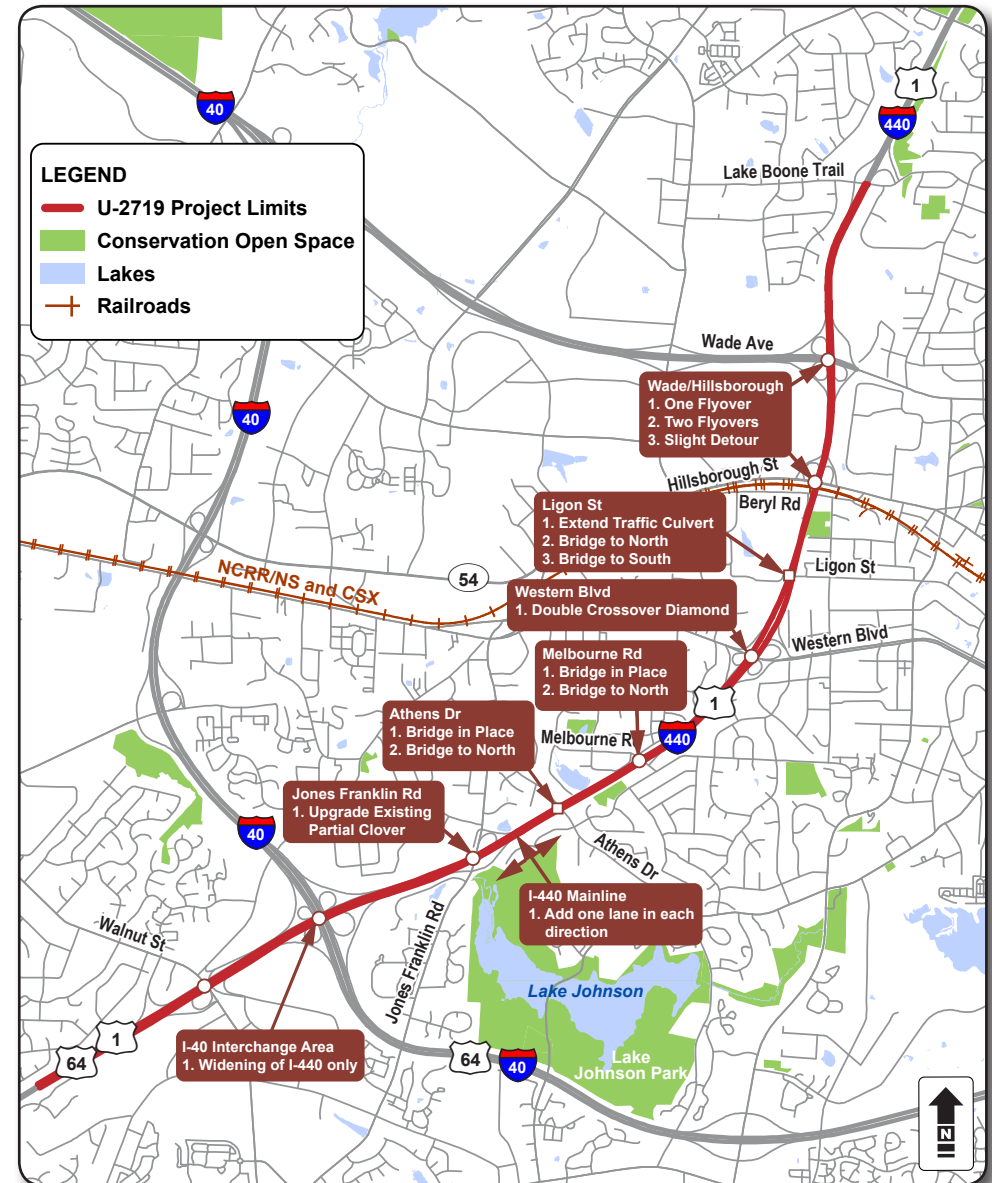 1
40
440
LEGEND
U-2719 Project Limits
Conservation Open Space
Lakes
Railroads
Lake Boone Trail
Wade Ave
Wade/Hillsborough
1. One Flyover
2. Two Flyovers
3. Slight Detour
40
Hillsborough St
Beryl Rd
Ligon St
1. Extend Traffic Culvert
2. Bridge to North
3. Bridge to South
Ligon St
NCRR/NS and CSX
54
Western Blvd
1. Double Crossover Diamond
Western Blvd
Melbourne Rd
1. Bridge in Place
2. Bridge to North
1
Athens Dr
1. Bridge in Place
2. Bridge to North
Melbourne R
440
Jones Franklin Rd
1. Upgrade Existing
Partial Clover
40
Athens Dr
I-440 Mainline
1. Add one lane in each
direction
Walnut St
Jones Franklin Rd
Lake Johnson
1
64
I-40 Interchange Area
1. Widening of I-440 only
64
40
Lake
Johnson Park
N